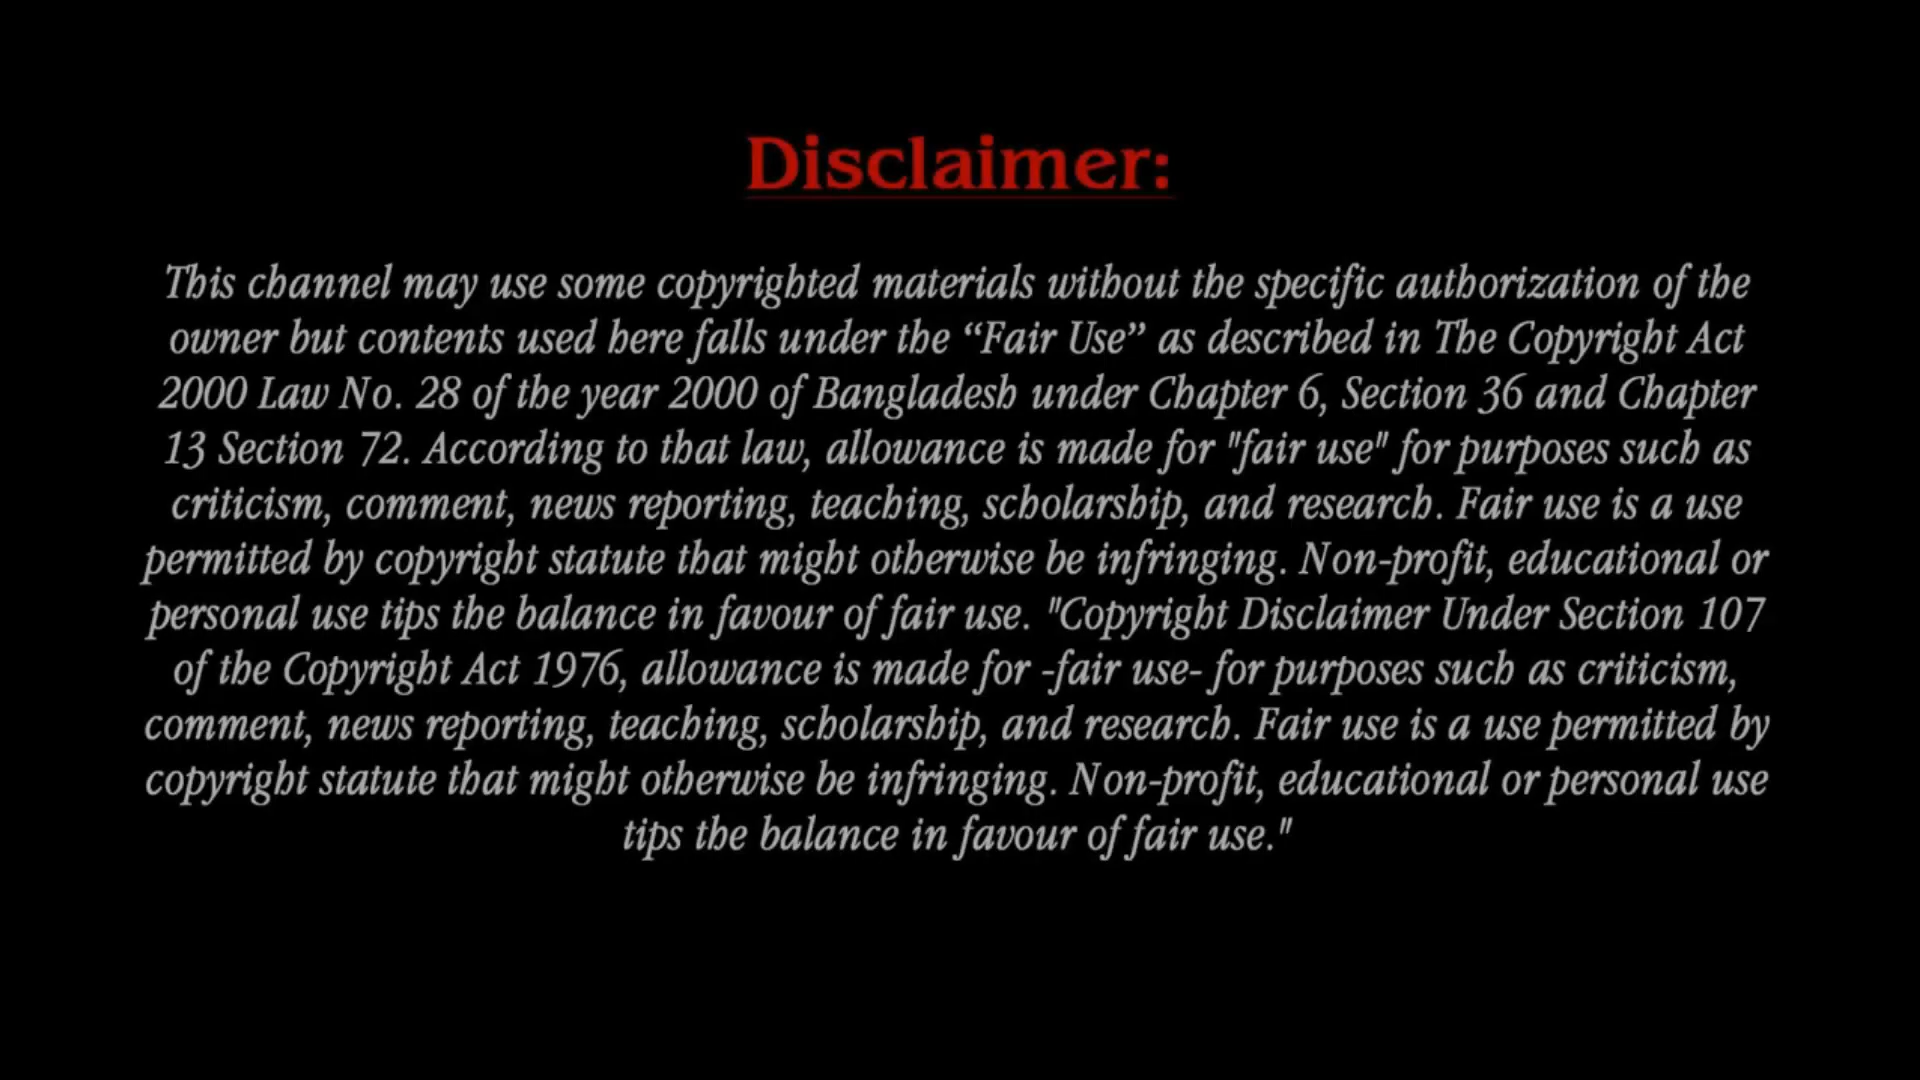 Disclaimer:
This channel may use some copyrighted materials without the specific authorization of the
owner but contents used here falls under the “Fair Use” as described in The Copyright Act
2000 Law No. 28 of the year 2000 of Bangladesh under Chapter 6, Section 36 and Chapter
13 Section 72. According to that law, allowance is made for "fair use" for purposes such as
criticism, comment, news reporting, teaching, scholarship, and research. Fair use is a use
permitted by copyright statute that might otherwise be infringing. Non-profit, educational or
personal use tips the balance in favour of fair use. "Copyright Disclaimer Under Section 107
of the Copyright Act 1976, allowance is made for -fair use- for purposes such as criticism,
comment, news reporting, teaching, scholarship, and research. Fair use is a use permitted by
copyright statute that might otherwise be infringing. Non-profit, educational or personal use
tips the balance in favour of fair use."